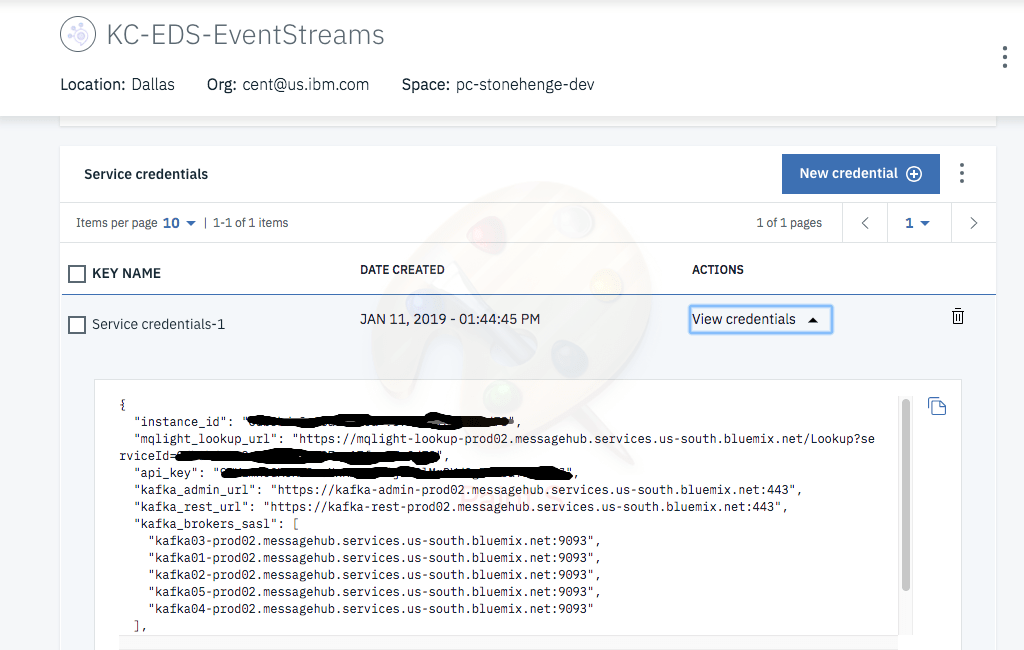 KC-EDS-EventStreams
Location: Dallas Org: cent@us.ibm.com Space: pc-stonehenge-dev
Service credentials
New credential
Items per page 10 | 1-1 of 1 items
1 of 1 pages
1
KEY NAME DATE CREATED ACTIONS
Service credentials-1 JAN 11, 2019 - 01:44:45 PM View credentials
{
"instance_id": "",
"mqlight_lookup_url": "https://mqlight-lookup-prod02.messagehub.services.us-south.bluemix.net/Lookup?se
rviceId=",
"api_key": "",
"kafka_admin_url": "https://kafka-admin-prod02.messagehub.services.us-south.bluemix.net:443",
"kafka_rest_url": "https://kafka-rest-prod02.messagehub.services.us-south.bluemix.net:443",
"kafka_brokers_sasl": [
"kafka03-prod02.messagehub.services.us-south.bluemix.net:9093",
"kafka01-prod02.messagehub.services.us-south.bluemix.net:9093",
"kafka02-prod02.messagehub.services.us-south.bluemix.net:9093",
"kafka05-prod02.messagehub.services.us-south.bluemix.net:9093",
"kafka04-prod02.messagehub.services.us-south.bluemix.net:9093"
],